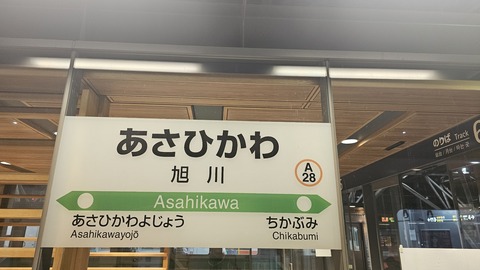 あさひかわ
旭川
A
28
Asahikawa
あさひかわよじょう
Asahikawayojō
ちかぶみ
Chikabumi
のりば Track 6